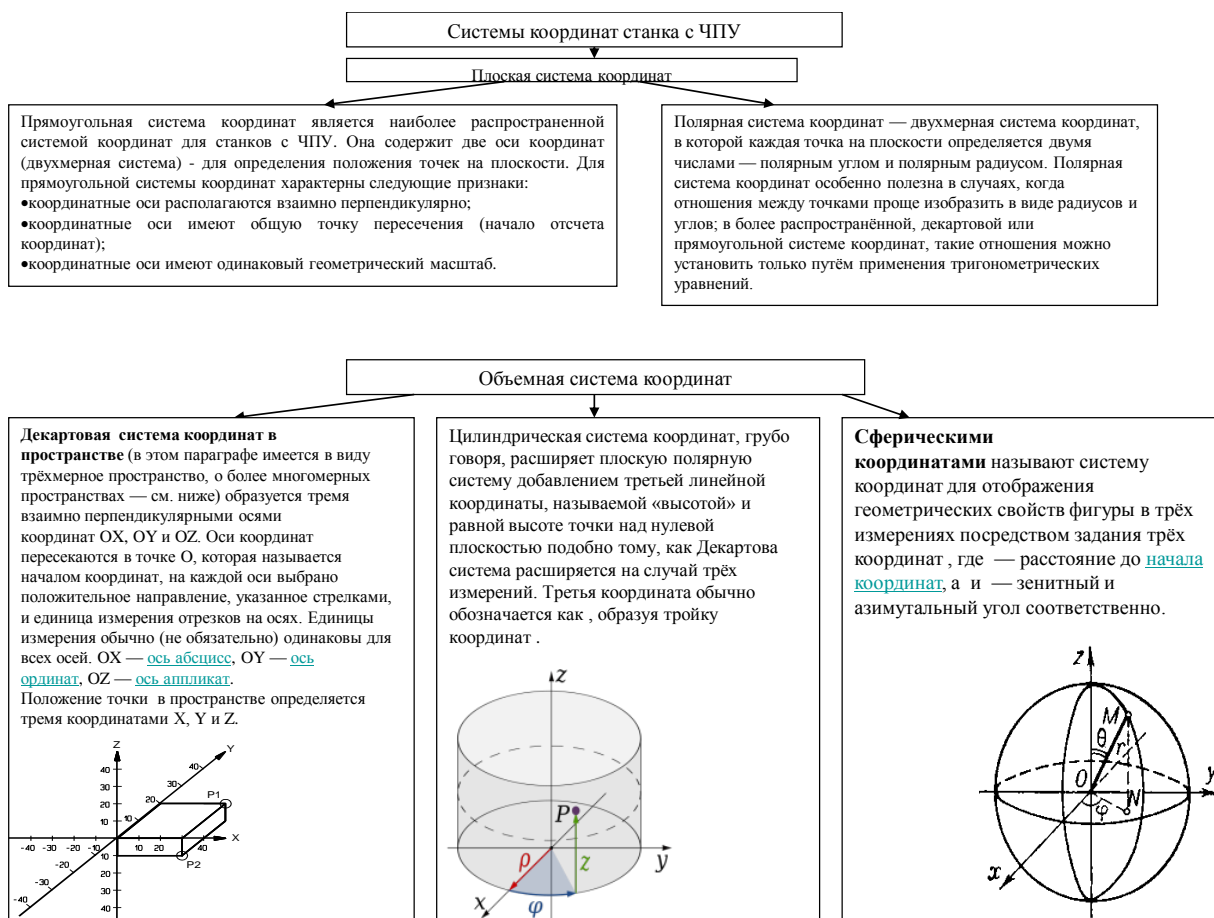 Системы координат станка с ЧПУ
Плоская система координат
Прямоугольная система координат является наиболее распространенной
системой координат для станков с ЧПУ. Она содержит две оси координат
(двухмерная система) - для определения положения точек на плоскости. Для
прямоугольной системы координат характерны следующие признаки:
•координатные оси располагаются взаимно перпендикулярно;
•координатные оси имеют общую точку пересечения (начало отсчета
координат);
•координатные оси имеют одинаковый геометрический масштаб.
Полярная система координат — двухмерная система координат,
в которой каждая точка на плоскости определяется двумя
числами — полярным углом и полярным радиусом. Полярная
система координат особенно полезна в случаях, когда
отношения между точками проще изобразить в виде радиусов и
углов; в более распространённой, декартовой или
прямоугольной системе координат, такие отношения можно
установить только путём применения тригонометрических
уравнений.
Объемная система координат
Декартовая система координат в
пространстве (в этом параграфе имеется в виду
трёхмерное пространство, о более многомерных
пространствах — см. ниже) образуется тремя
взаимно перпендикулярными осями
координат OX, OY и OZ. Оси координат
пересекаются в точке O, которая называется
началом координат, на каждой оси выбрано
положительное направление, указанное стрелками,
и единица измерения отрезков на осях. Единицы
измерения обычно (не обязательно) одинаковы для
всех осей. OX — ось абсцисс, OY — ось
ординат, OZ — ось аппликат.
Положение точки в пространстве определяется
тремя координатами X, Y и Z.
Z
Y
40
40
30
30
20
20
P1
10
10
X
-40 -30 -20 -10
10 20 30 40
-10
10
P2
-20
20
-30
30
-40
40
Цилиндрическая система координат, грубо
говоря, расширяет плоскую полярную
систему добавлением третьей линейной
координаты, называемой «высотой» и
равной высоте точки над нулевой
плоскостью подобно тому, как Декартова
система расширяется на случай трёх
измерений. Третья координата обычно
обозначается как , образуя тройку
координат .
z
P
ρ
z
y
x
φ
Сферическими
координатами называют систему
координат для отображения
геометрических свойств фигуры в трёх
измерениях посредством задания трёх
координат , где — расстояние до начала
координат, а и — зенитный и
азимутальный угол соответственно.
z
M
θ
r
O
y
N
φ
x